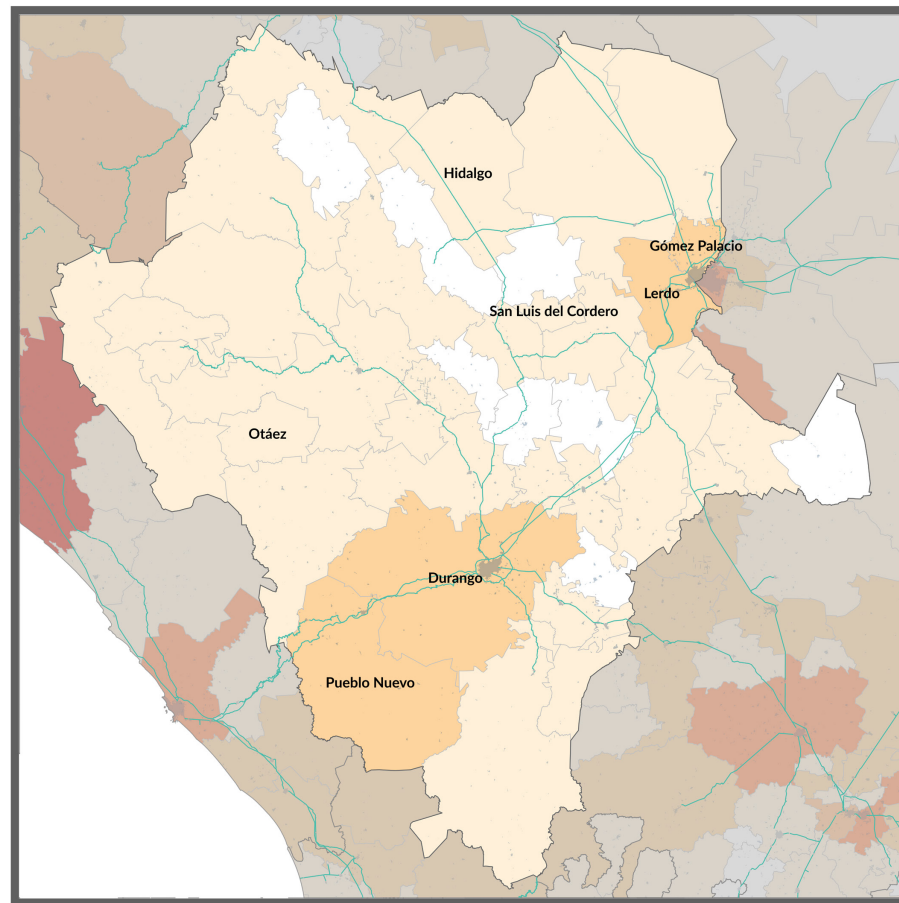 Hidalgo
Gómez Palacio
Lerdo
San Luis del Cordero
Otáez
Durango
Pueblo Nuevo